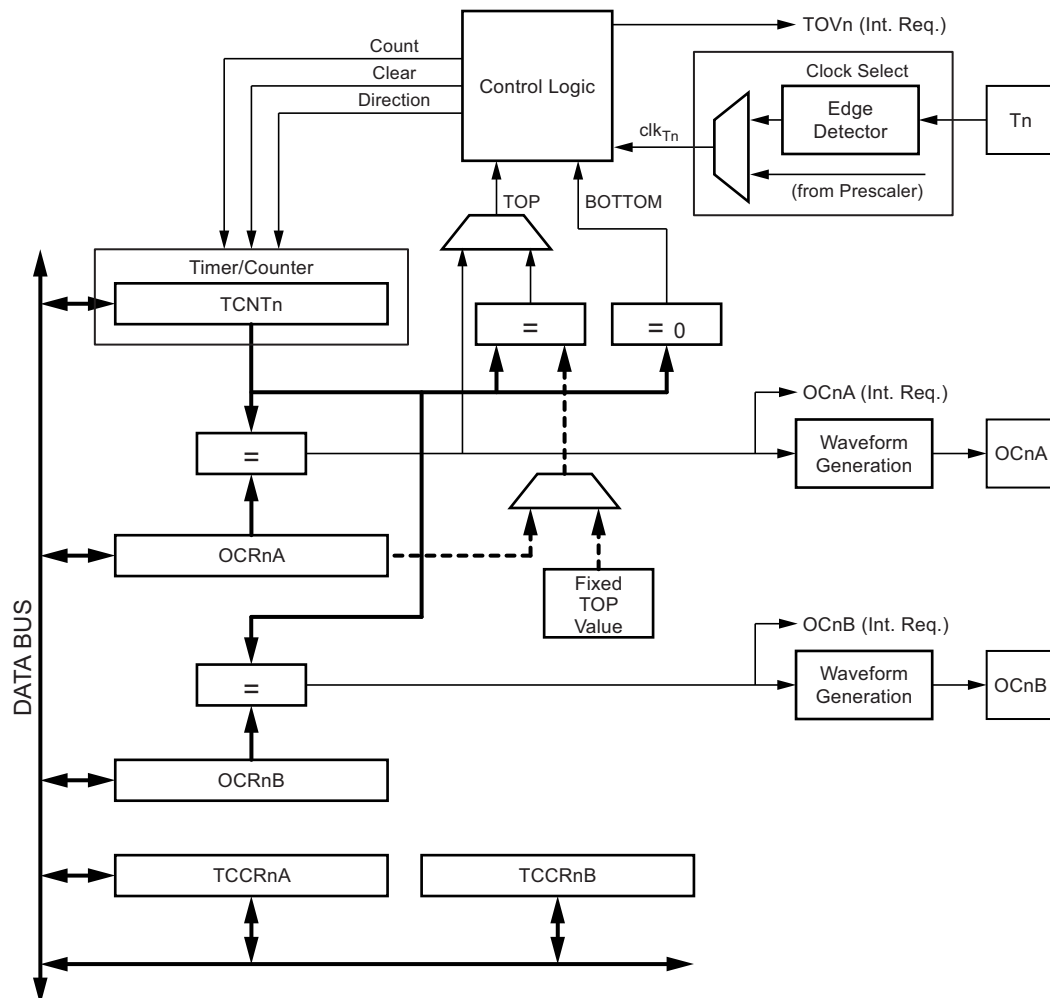 TOVn (Int. Req.)
Count
Clear
Direction
Control Logic
Clock Select
Edge
Detector
Tn
clkTn
(from Prescaler)
TOP
BOTTOM
Timer/Counter
TCNTn
=
= 0
OCnA (Int. Req.)
=
Waveform
Generation
OCnA
OCRnA
Fixed
TOP
Value
DATA BUS
OCnB (Int. Req.)
=
Waveform
Generation
OCnB
OCRnB
TCCRnA
TCCRnB